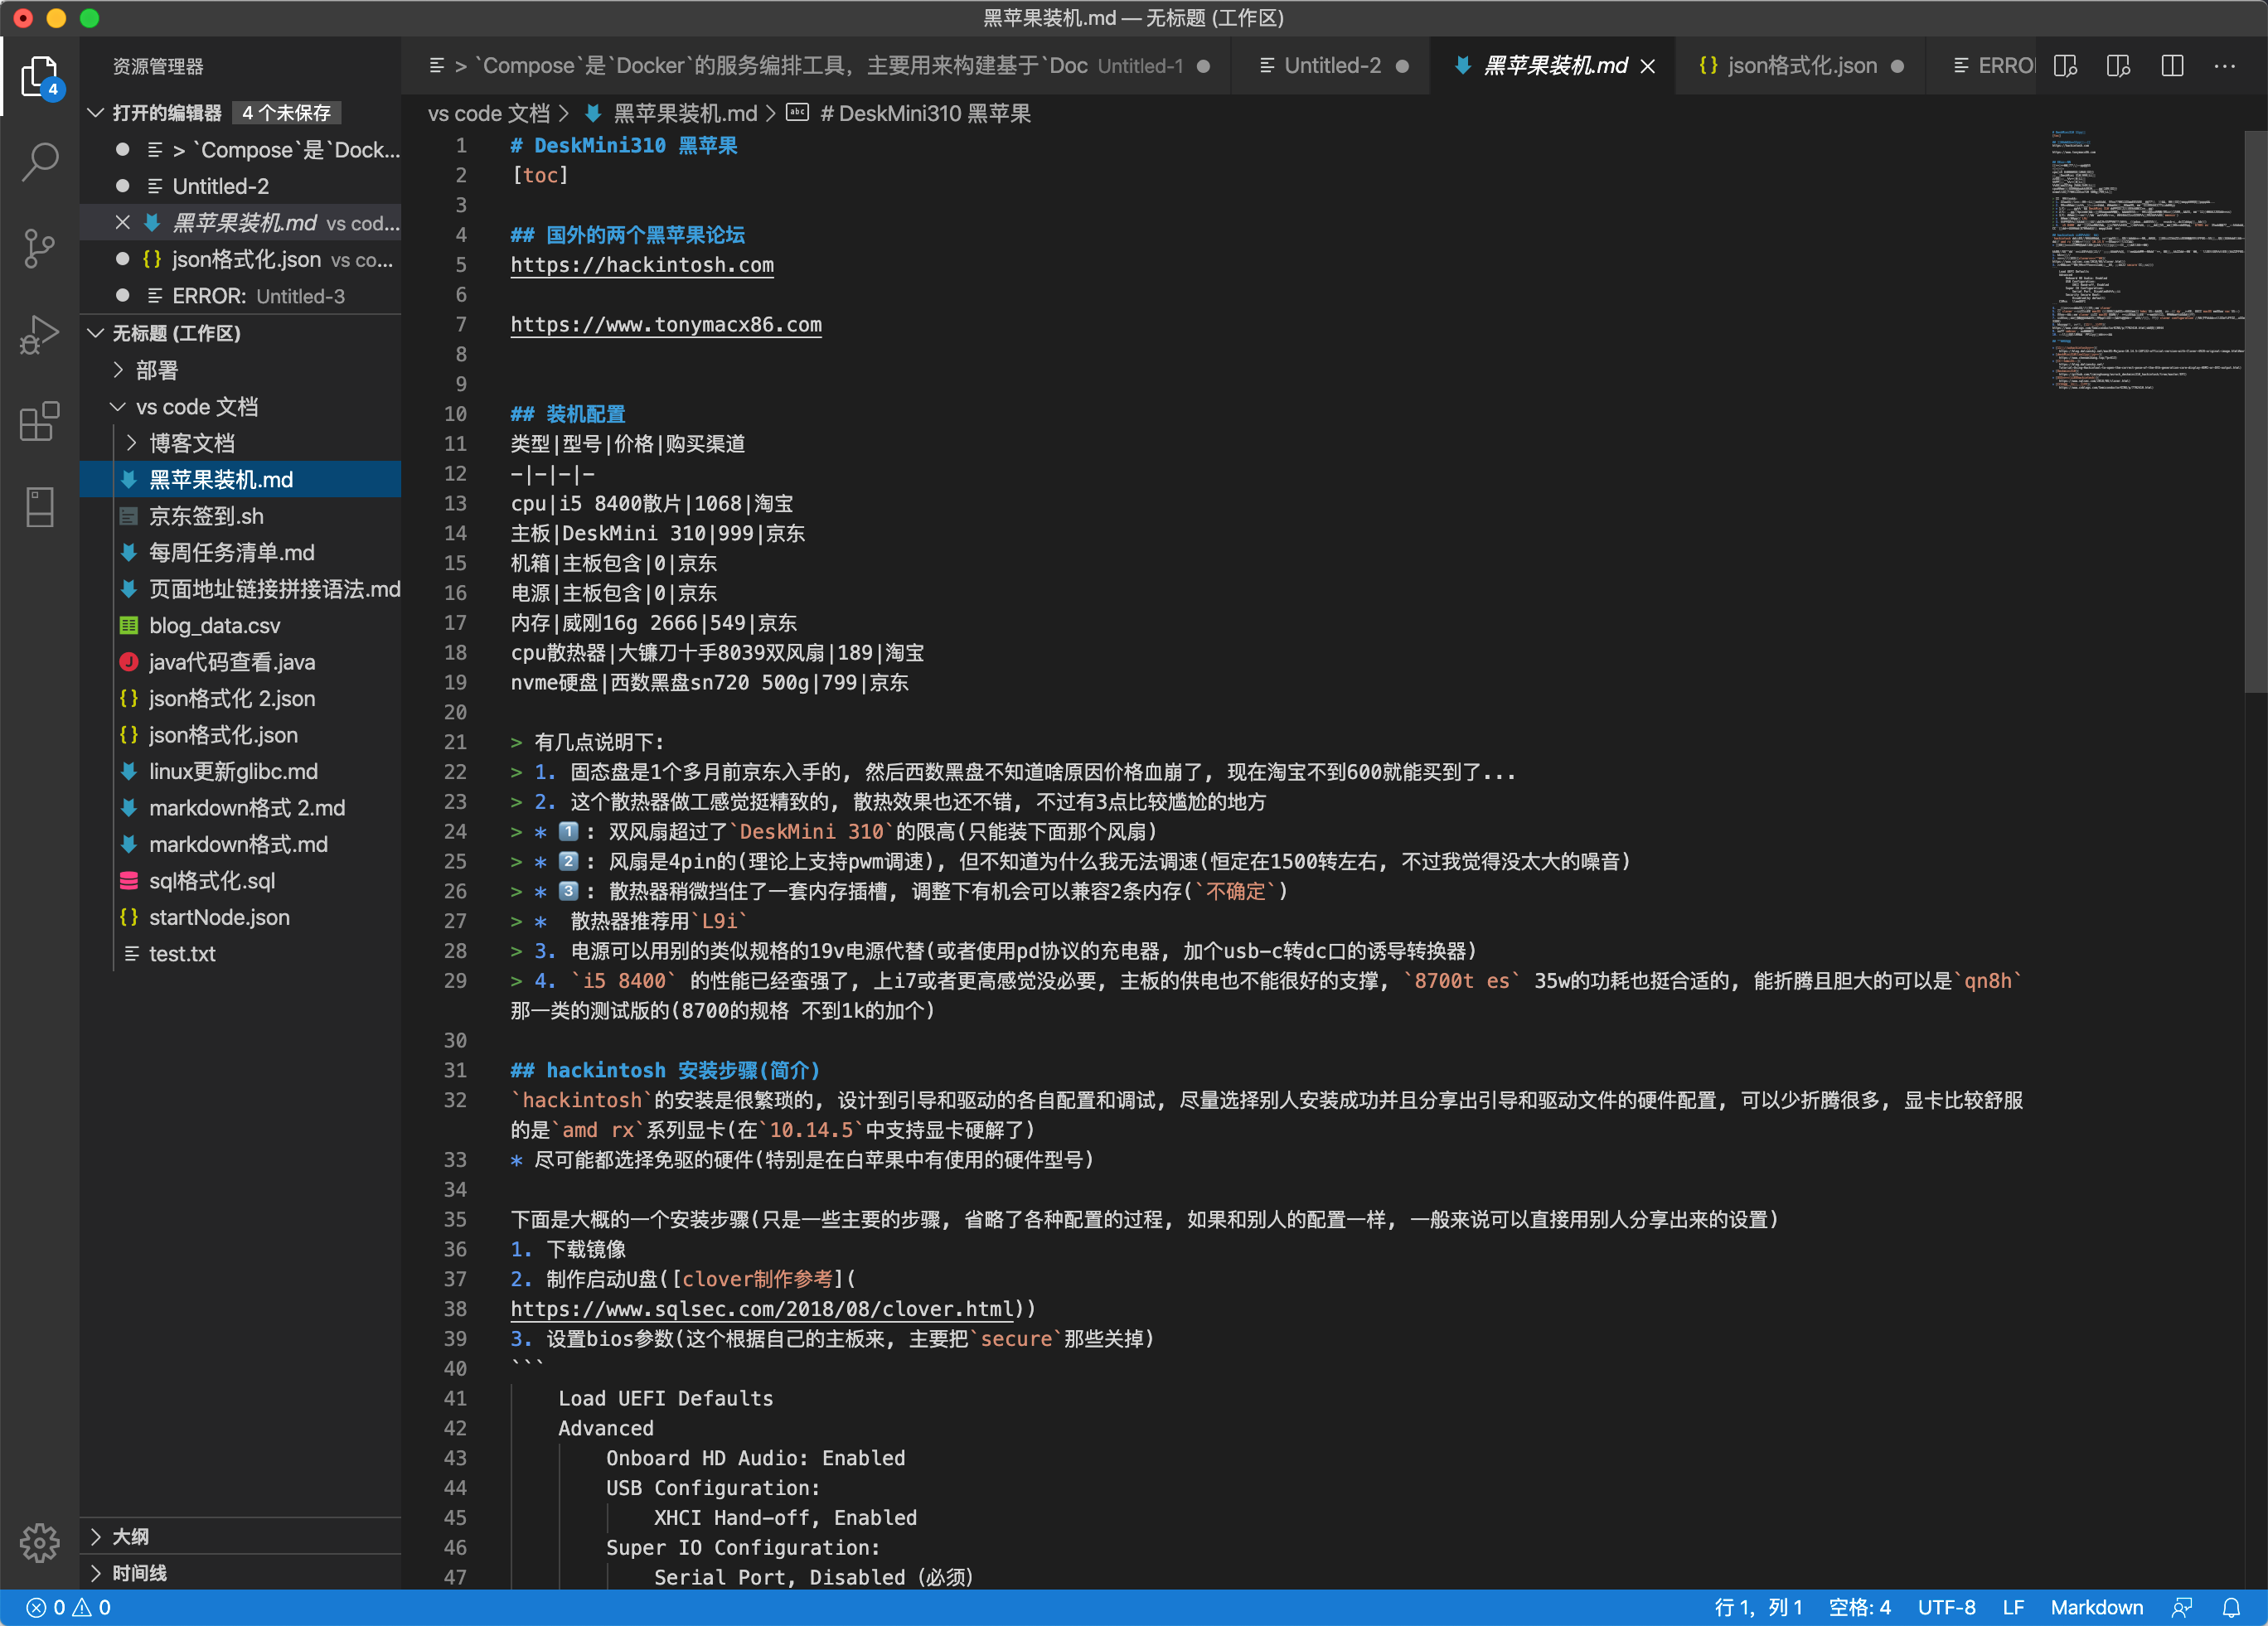 黑苹果装机.md — 无标题 (工作区)
资源管理器
打开的编辑器 4 个未保存
> `Compose`是`Dock...
Untitled-2
黑苹果装机.md vs cod...
json格式化.json vs co...
ERROR: Untitled-3
无标题 (工作区)
部署
vs code 文档
博客文档
黑苹果装机.md
京东签到.sh
每周任务清单.md
页面地址链接拼接语法.md
blog_data.csv
java代码查看.java
json格式化 2.json
json格式化.json
linux更新glibc.md
markdown格式 2.md
markdown格式.md
sql格式化.sql
startNode.json
test.txt
大纲
时间线
4
> `Compose`是`Docker`的服务编排工具，主要用来构建基于`Doc Untitled-1
Untitled-2
黑苹果装机.md
json格式化.json
ERRO
vs code 文档 > 黑苹果装机.md > # DeskMini310 黑苹果
1 # DeskMini310 黑苹果
2 [toc]
3
4 ## 国外的两个黑苹果论坛
5 https://hackintosh.com
6
7 https://www.tonymacx86.com
8
9
10 ## 装机配置
11 类型|型号|价格|购买渠道
12 -|-|-|-
13 cpu|i5 8400散片|1068|淘宝
14 主板|DeskMini 310|999|京东
15 机箱|主板包含|0|京东
16 电源|主板包含|0|京东
17 内存|威刚16g 2666|549|京东
18 cpu散热器|大镰刀十手8039双风扇|189|淘宝
19 nvme硬盘|西数黑盘sn720 500g|799|京东
20
21 > 有几点说明下:
22 > 1. 固态盘是1个多月前京东入手的, 然后西数黑盘不知道啥原因价格血崩了, 现在淘宝不到600就能买到了...
23 > 2. 这个散热器做工感觉挺精致的, 散热效果也还不错, 不过有3点比较尴尬的地方
24 > * 1️⃣ : 双风扇超过了`DeskMini 310`的限高(只能装下面那个风扇)
25 > * 2️⃣ : 风扇是4pin的(理论上支持pwm调速), 但不知道为什么我无法调速(恒定在1500转左右, 不过我觉得没太大的噪音)
26 > * 3️⃣ : 散热器稍微挡住了一套内存插槽, 调整下有机会可以兼容2条内存(`不确定`)
27 > *  散热器推荐用`L9i`
28 > 3. 电源可以用别的类似规格的19v电源代替(或者使用pd协议的充电器, 加个usb-c转dc口的诱导转换器)
29 > 4. `i5 8400` 的性能已经蛮强了, 上i7或者更高感觉没必要, 主板的供电也不能很好的支撑, `8700t es` 35w的功耗也挺合适的, 能折腾且胆大的可以是`qn8h`
那一类的测试版的(8700的规格 不到1k的加个)
30
31 ## hackintosh 安装步骤(简介)
32 `hackintosh`的安装是很繁琐的, 设计到引导和驱动的各自配置和调试, 尽量选择别人安装成功并且分享出引导和驱动文件的硬件配置, 可以少折腾很多, 显卡比较舒服
的是`amd rx`系列显卡(在`10.14.5`中支持显卡硬解了)
33 * 尽可能都选择免驱的硬件(特别是在白苹果中有使用的硬件型号)
34
35 下面是大概的一个安装步骤(只是一些主要的步骤, 省略了各种配置的过程, 如果和别人的配置一样, 一般来说可以直接用别人分享出来的设置)
36 1. 下载镜像
37 2. 制作启动U盘([clover制作参考](
38 https://www.sqlsec.com/2018/08/clover.html))
39 3. 设置bios参数(这个根据自己的主板来, 主要把`secure`那些关掉)
40 ```
41 Load UEFI Defaults
42 Advanced
43 Onboard HD Audio: Enabled
44 USB Configuration:
45 XHCI Hand-off, Enabled
46 Super IO Configuration:
47 Serial Port, Disabled (必须)
0 0
行 1，列 1 空格: 4 UTF-8 LF Markdown